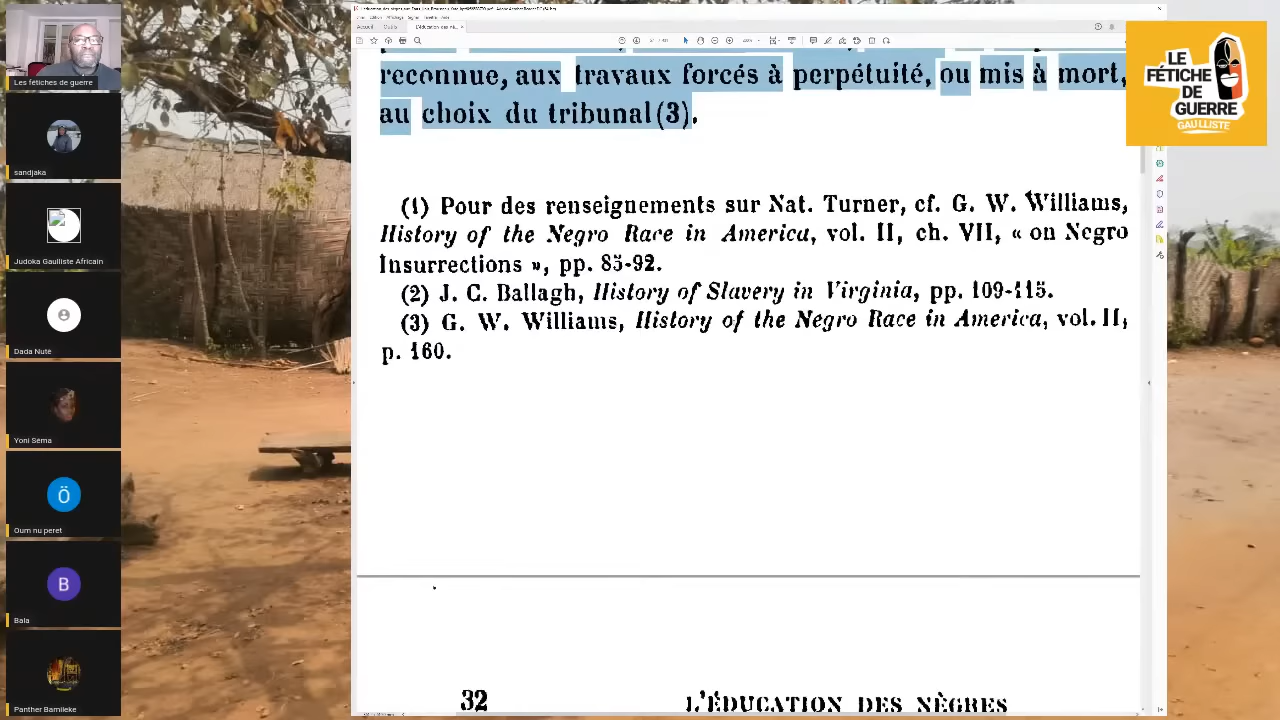 Les fétiches de guerre
sandjaka
Judoka Gaulliste Africain
Dada Nuté
Yoni Séma
Ö
Oum nu peret
B
Bala
Panther Bamileke
Accueil
Outils
reconnue, aux travaux forcés à perpétuité, ou mis à mort,
au choix du tribunal (3).
(1) Pour des renseignements sur Nat. Turner, cf. G. W. Williams,
History of the Negro Race in America, vol. II, ch. VII, « on Negro
Insurrections », pp. 85-92.
(2) J. C. Ballagh, History of Slavery in Virginia, pp. 109-115.
(3) G. W. Williams, History of the Negro Race in America, vol. II,
p. 160.
32 L'ÉDUCATION DES NÈGRES
LE
FÉTICHE
DE GUERRE
GAULLISTE